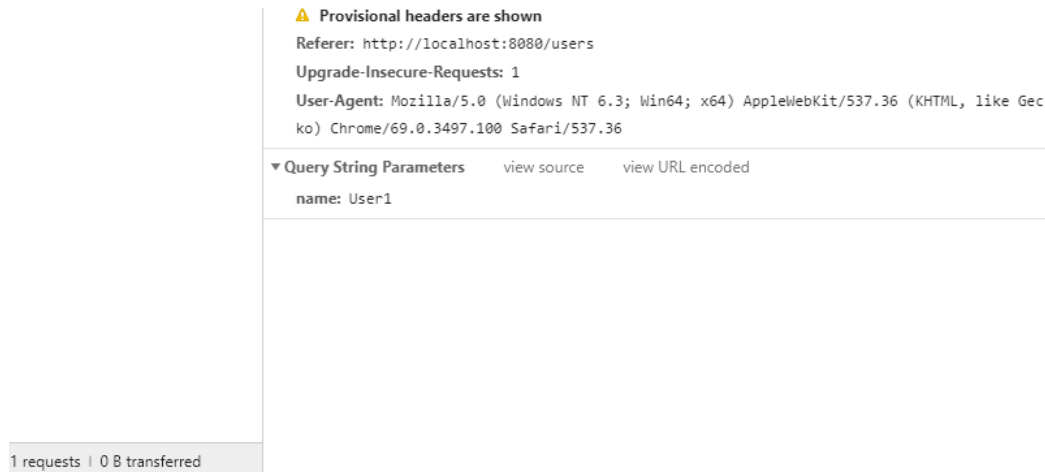 Provisional headers are shown
Referer: http://localhost:8080/users
Upgrade-Insecure-Requests: 1
User-Agent: Mozilla/5.0 (Windows NT 6.3; Win64; x64) AppleWebKit/537.36 (KHTML, like Gec
ko) Chrome/69.0.3497.100 Safari/537.36
Query String Parameters view source view URL encoded
name: User1
1 requests | 0 B transferred